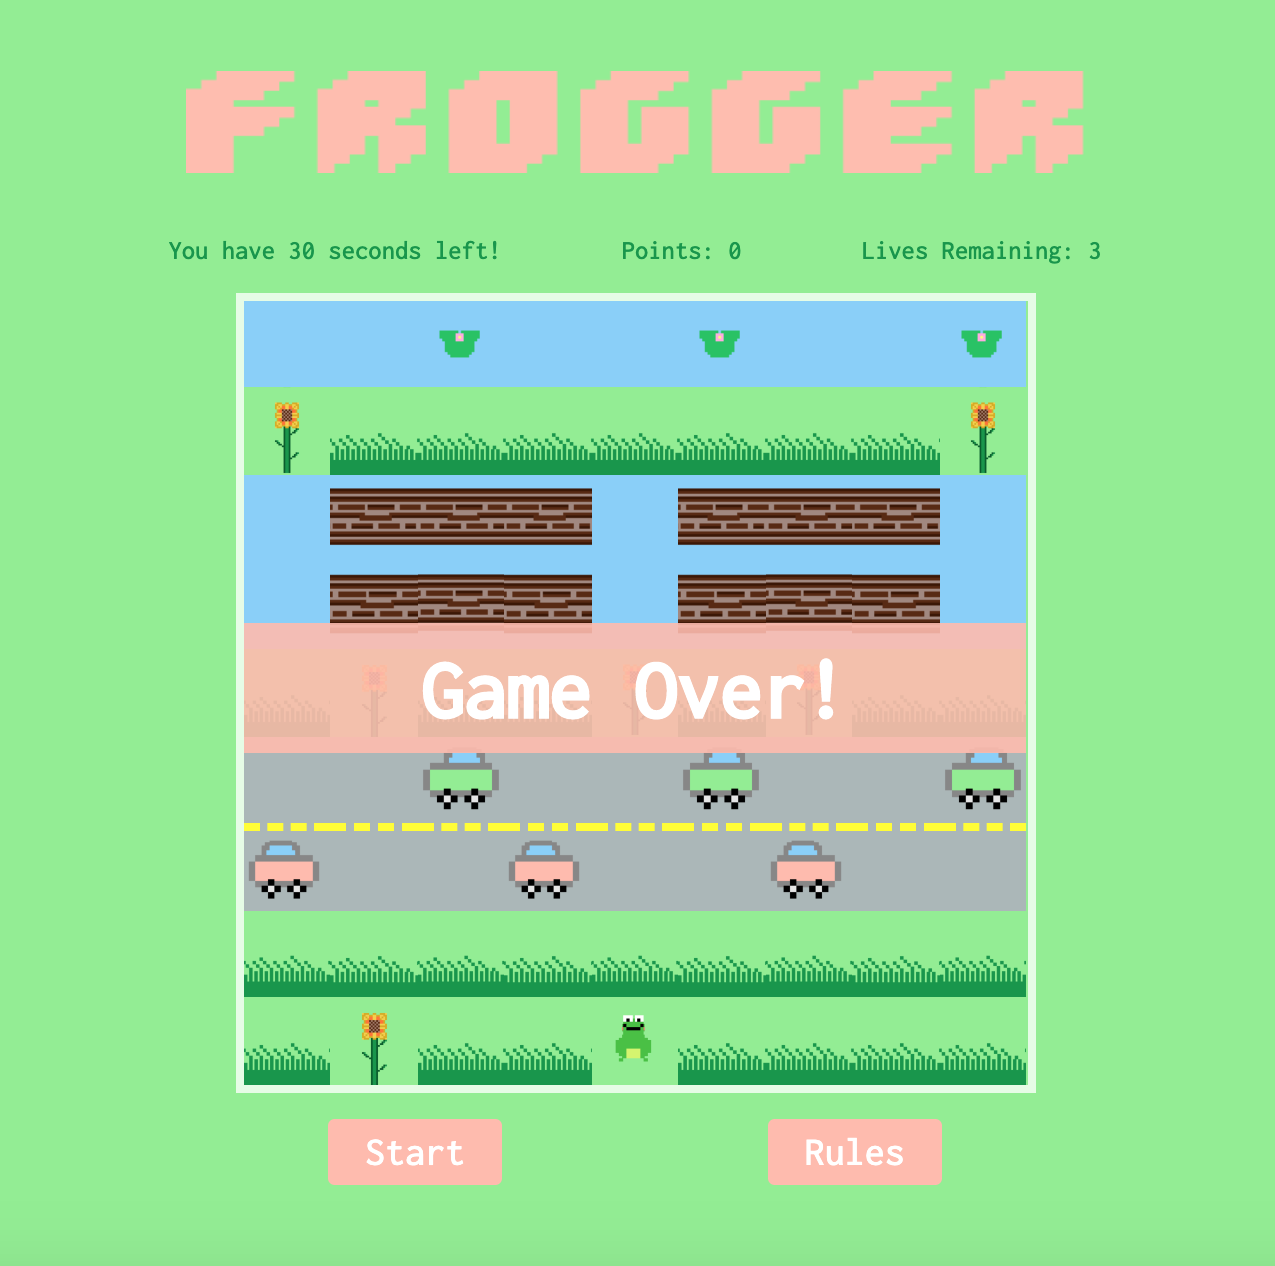 FROGGER
You have 30 seconds left! Points: 0 Lives Remaining: 3
Game Over!
Start Rules